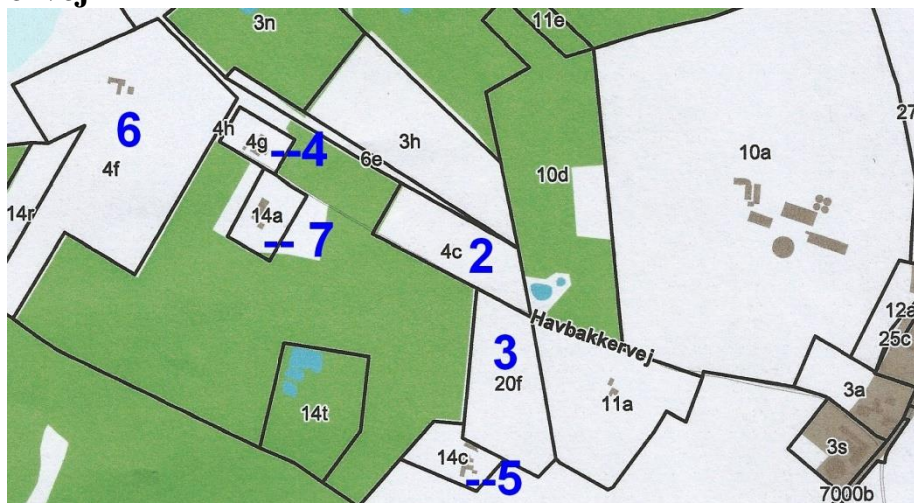 3n
11e
27
6
4h
4g
--4
6e
3h
4f
10d
10a
14r
14a
-- 7
4c
2
Havbakkervej
12a
25c
3
20f
11a
3a
14t
14c
--5
3s
7000b